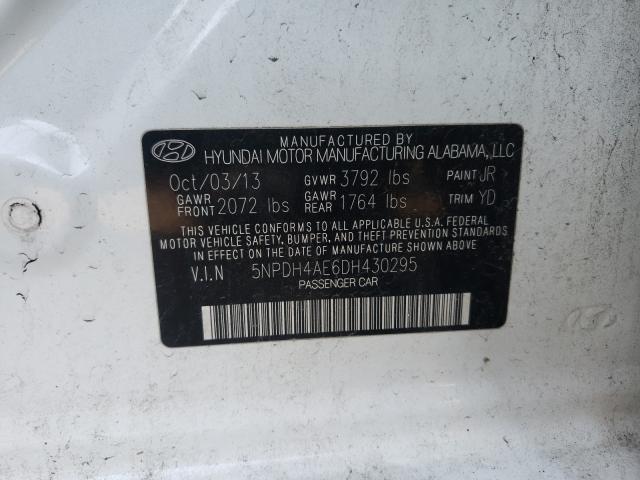 MANUFACTURED BY
HYUNDAI MOTOR MANUFACTURING ALABAMA, LLC
Oct/03/13 GVWR 3792 lbs PAINT JR
GAWR FRONT 2072 lbs GAWR REAR 1764 lbs TRIM YD
THIS VEHICLE CONFORMS TO ALL APPLICABLE U.S.A. FEDERAL
MOTOR VEHICLE SAFETY, BUMPER, AND THEFT PREVENTION STANDARDS
IN EFFECT ON THE DATE OF MANUFACTURE SHOWN ABOVE.
V.I.N 5NPDH4AE6DH430295
PASSENGER CAR